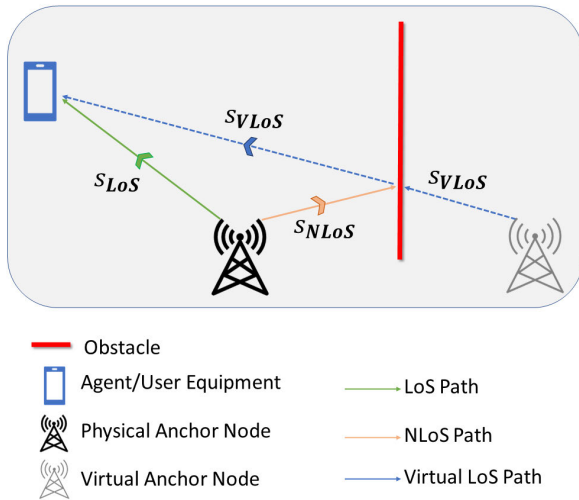 S_VLoS
S_LoS
S_VLoS
S_NLoS
Obstacle
Agent/User Equipment
LoS Path
Physical Anchor Node
NLoS Path
Virtual Anchor Node
Virtual LoS Path